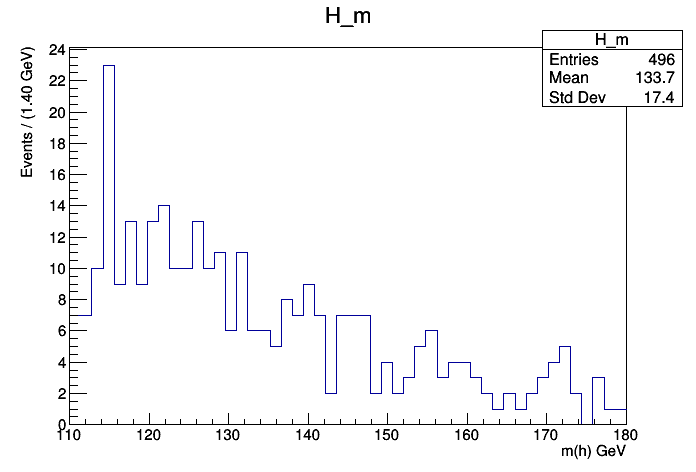 H_m
H_m
Entries 496
Mean 133.7
Std Dev 17.4
Events / (1.40 GeV)
24
22
20
18
16
14
12
10
8
6
4
2
0
110 120 130 140 150 160 170 180
m(h) GeV